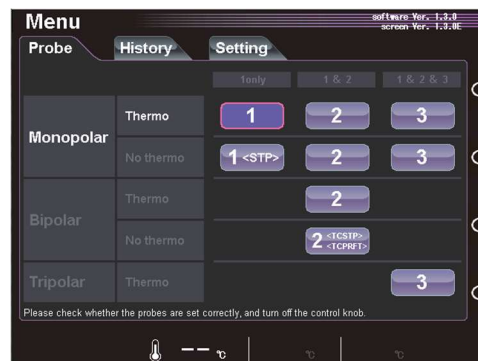 Menu
software Ver. 1.3.0
screen Ver. 1.3.0E
Probe History Setting
1only 1 & 2 1 & 2 & 3
Monopolar
Thermo 1 2 3
No thermo 1 <STP> 2 3
Bipolar
Thermo 2
No thermo 2 <TCSTP> <TCPRFT>
Tripolar Thermo 3
Please check whether the probes are set correctly, and turn off the control knob.
-- ℃ ℃ ℃